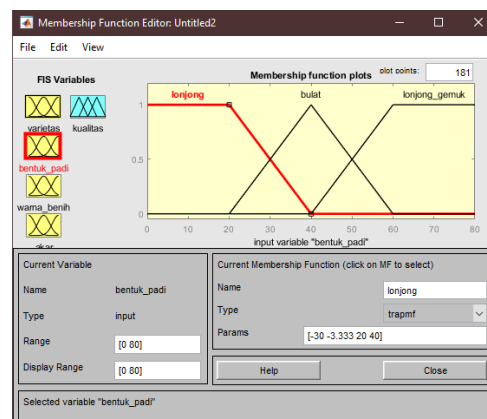 Membership Function Editor: Untitled2
File Edit View
FIS Variables
varietas kualitas
bentuk_padi
warna_benih
akar
Membership function plots plot points: 181
lonjong bulat lonjong_gemuk
1
0.5
0
0 10 20 30 40 50 60 70 80
input variable "bentuk_padi"
Current Variable
Name bentuk_padi
Type input
Range [0 80]
Display Range [0 80]
Current Membership Function (click on MF to select)
Name lonjong
Type trapmf
Params [-30 -3.333 20 40]
Help Close
Selected variable "bentuk_padi"